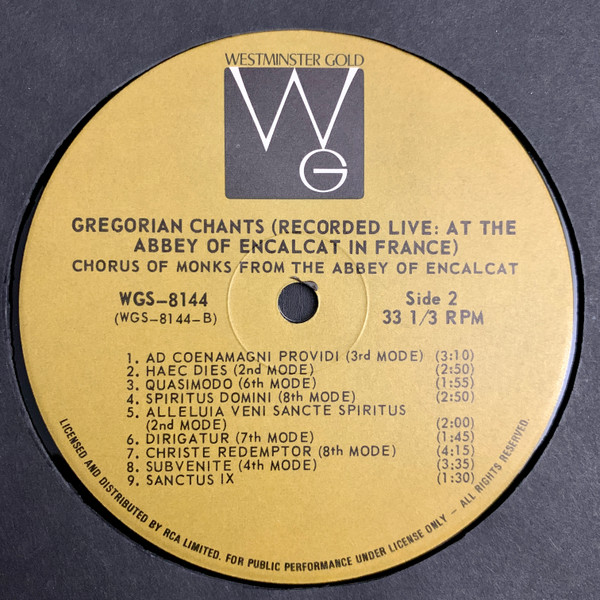 WESTMINSTER GOLD
WG
GREGORIAN CHANTS (RECORDED LIVE: AT THE
ABBEY OF ENCALCAT IN FRANCE)
CHORUS OF MONKS FROM THE ABBEY OF ENCALCAT
WGS-8144 Side 2
(WGS-8144-B) 33 1/3 RPM
1. AD COENAMAGNI PROVIDI (3rd MODE) (3:10)
2. HAEC DIES (2nd MODE) (2:50)
3. QUASIMODO (6th MODE) (1:55)
4. SPIRITUS DOMINI (8th MODE) (2:50)
5. ALLELUIA VENI SANCTE SPIRITUS
(2nd MODE) (2:00)
6. DIRIGATUR (7th MODE) (1:45)
7. CHRISTE REDEMPTOR (8th MODE) (4:15)
8. SUBVENITE (4th MODE) (3:35)
9. SANCTUS IX (1:30)
LICENSED AND DISTRIBUTED BY RCA LIMITED. FOR PUBLIC PERFORMANCE UNDER LICENSE ONLY - ALL RIGHTS RESERVED.